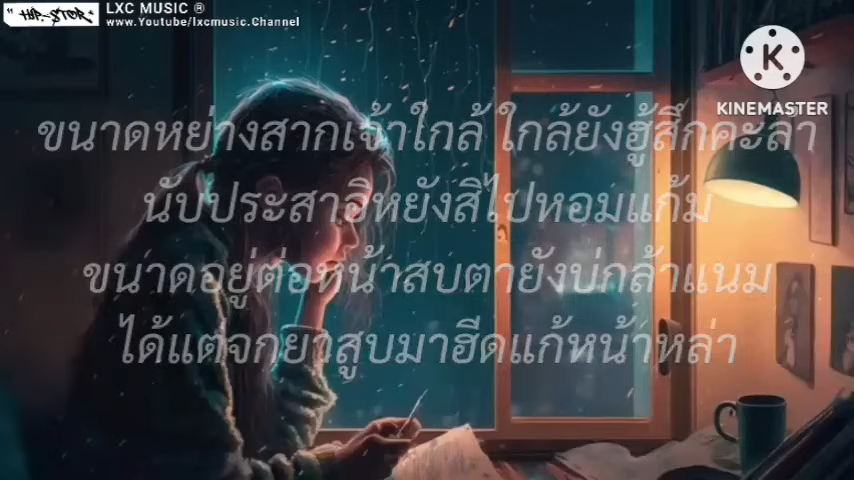 HIP-STER
LXC MUSIC ®
www.Youtube/lxcmusic.Channel
K
KINEMASTER
ขนาดหย่างสากเจ้าใกล้ ใกล้ยังฮู้สึกคะลำ
นับประสาอิหยังสิไปหอมแก้ม
ขนาดอยู่ต่อหน้าสบตายังบ่กล้าแนม
ได้แต่จกยาสูบมาฮีดแก้หน้าหล่า